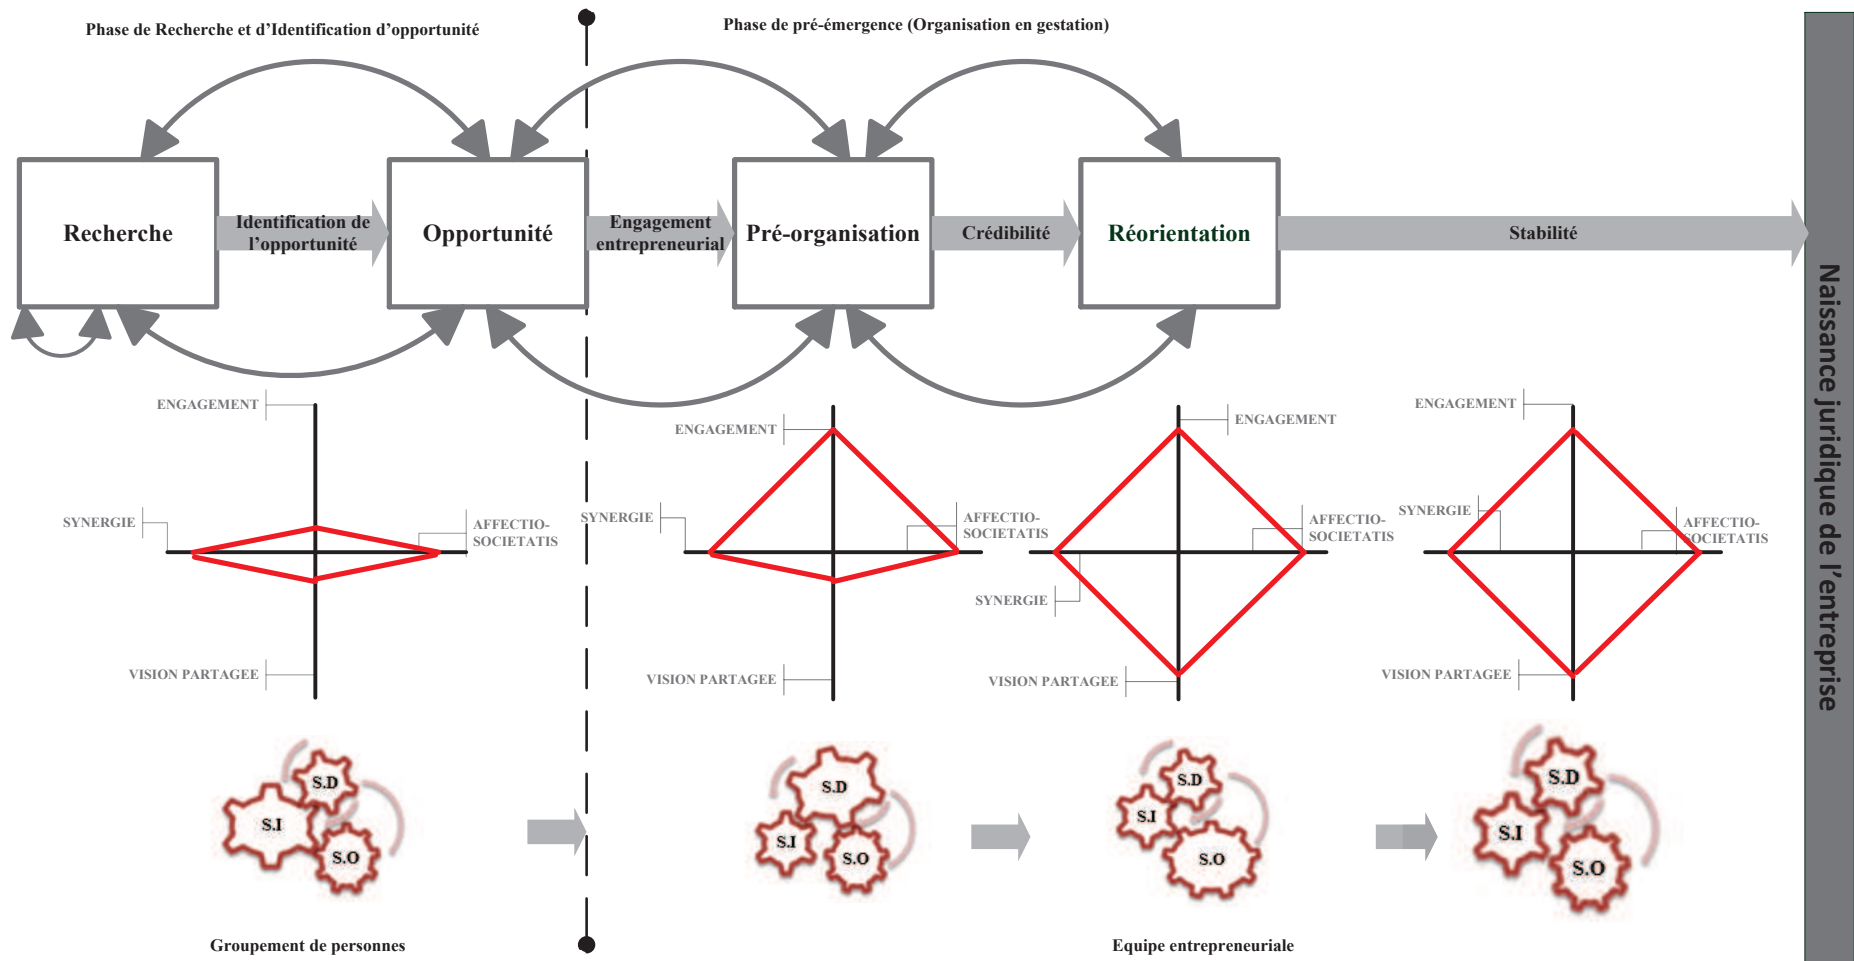 Phase de Recherche et d’Identification d’opportunité
Phase de pré-émergence (Organisation en gestation)
Recherche
Identification de
l’opportunité
Opportunité
Engagement
entrepreneurial
Pré-organisation
Crédibilité
Réorientation
Stabilité
Naissance juridique de l’entreprise
ENGAGEMENT
SYNERGIE
AFFECTIO-
SOCIETATIS
VISION PARTAGEE
ENGAGEMENT
SYNERGIE
AFFECTIO-
SOCIETATIS
VISION PARTAGEE
ENGAGEMENT
AFFECTIO-
SOCIETATIS
SYNERGIE
VISION PARTAGEE
ENGAGEMENT
SYNERGIE
AFFECTIO-
SOCIETATIS
VISION PARTAGEE
S.D
S.I
S.O
S.D
S.I
S.O
S.D
S.I
S.O
S.D
S.I
S.O
Groupement de personnes
Equipe entrepreneuriale